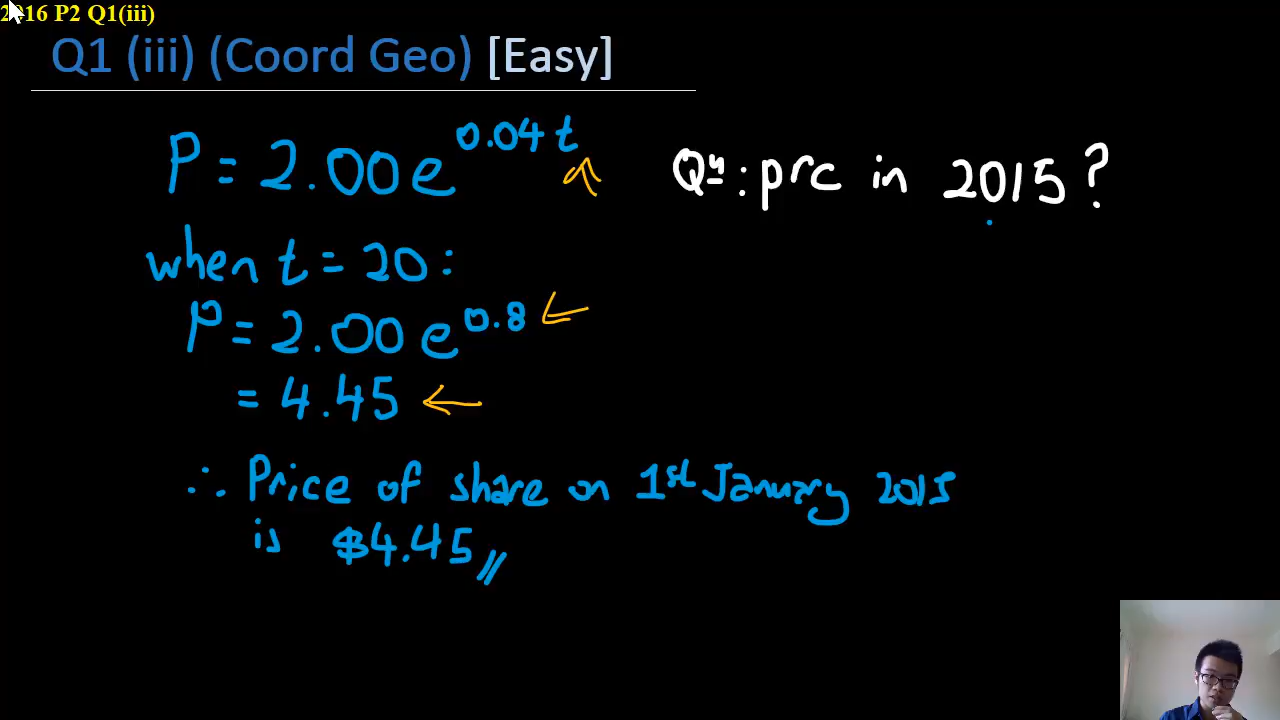 2016 P2 Q1(iii)
Q1 (iii) (Coord Geo) [Easy]
P = 2.00e^0.04t
Qⁿ: prc in 2015?
when t = 20:
P = 2.00 e^0.8
= 4.45
∴ Price of share on 1st January 2015
is $4.45//